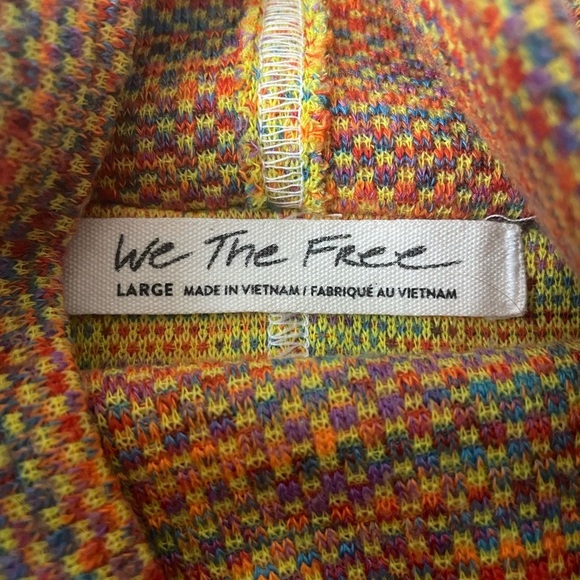 We The Free
LARGE MADE IN VIETNAM / FABRIQUÉ AU VIETNAM